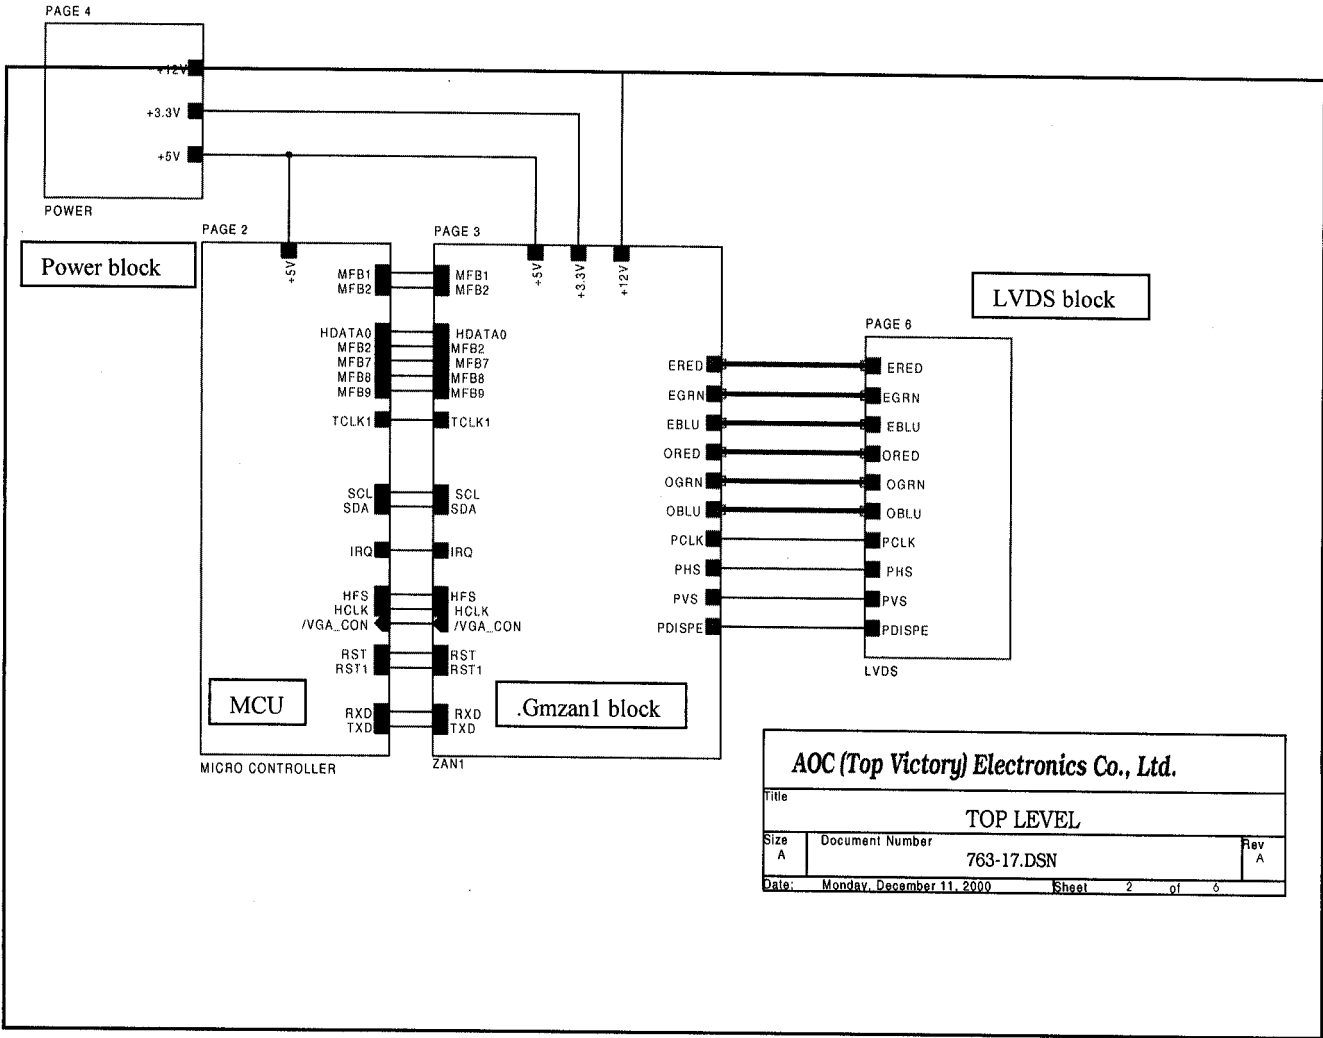 PAGE 4
+12V
+3.3V
+5V
POWER
Power block
PAGE 2
+5V
MFB1
MFB2
HDATA0
MFB2
MFB7
MFB8
MFB9
TCLK1
SCL
SDA
IRQ
HFS
HCLK
/VGA_CON
RST
RST1
RXD
TXD
MCU
MICRO CONTROLLER
PAGE 3
+5V
+3.3V
+12V
MFB1
MFB2
HDATA0
MFB2
MFB7
MFB8
MFB9
TCLK1
SCL
SDA
IRQ
HFS
HCLK
/VGA_CON
RST
RST1
RXD
TXD
.Gmzan1 block
ZAN1
ERED
EGRN
EBLU
ORED
OGRN
OBLU
PCLK
PHS
PVS
PDISPE
LVDS block
PAGE 6
ERED
EGRN
EBLU
ORED
OGRN
OBLU
PCLK
PHS
PVS
PDISPE
LVDS
AOC (Top Victory) Electronics Co., Ltd.
Title
TOP LEVEL
Size
A
Document Number
763-17.DSN
Rev
A
Date: Monday, December 11, 2000 Sheet 2 of 6